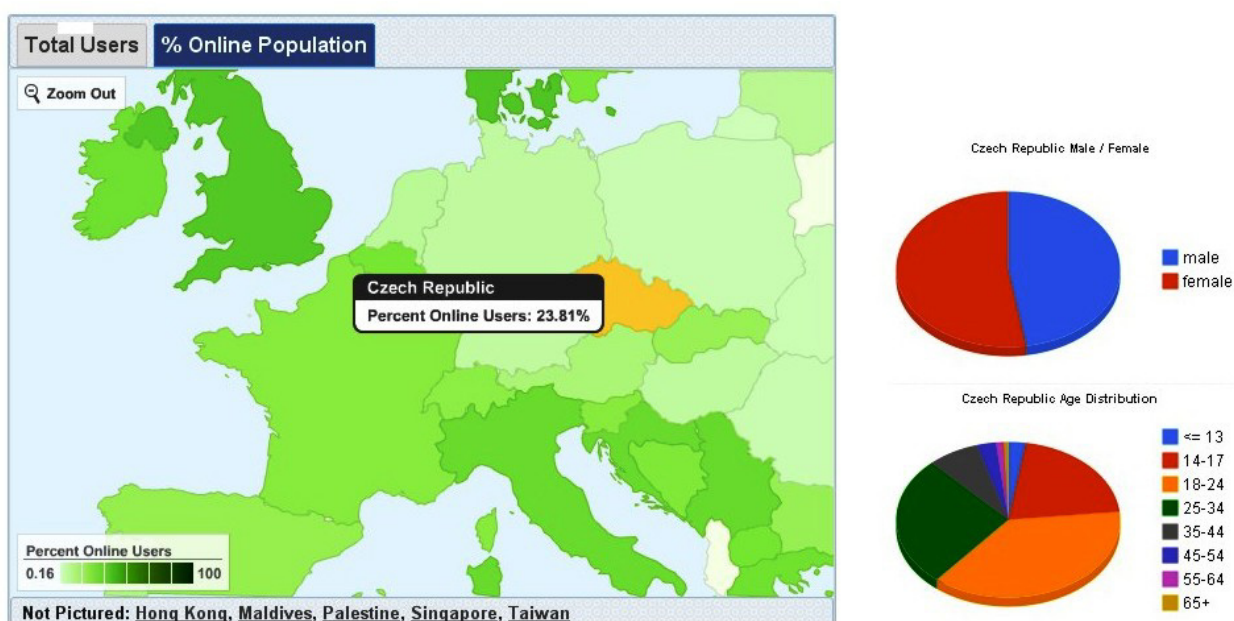 Total Users
% Online Population
Zoom Out
Czech Republic
Percent Online Users: 23.81%
Percent Online Users
0.16
100
Not Pictured: Hong Kong, Maldives, Palestine, Singapore, Taiwan
Czech Republic Male / Female
male
female
Czech Republic Age Distribution
<= 13
14-17
18-24
25-34
35-44
45-54
55-64
65+